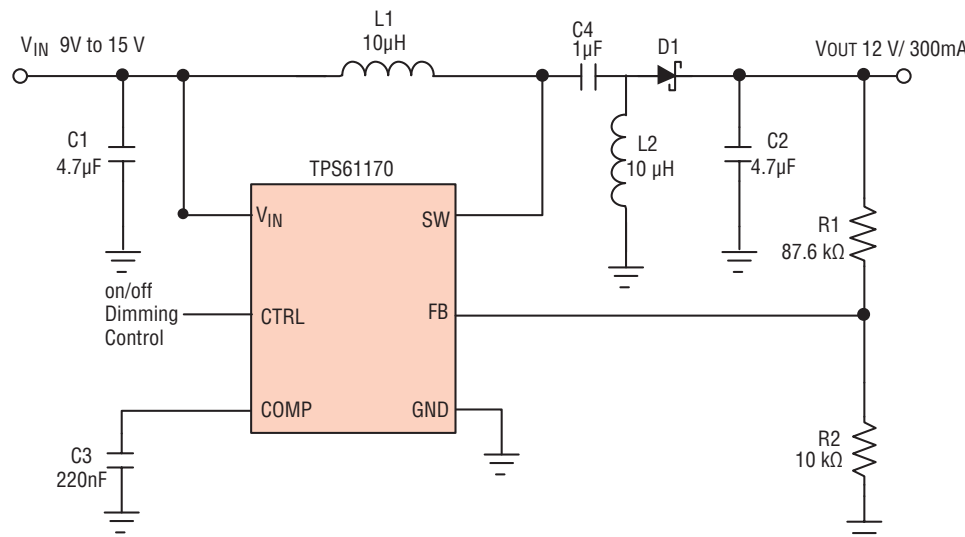 VIN 9V to 15 V
L1
10µH
C4
1µF
D1
VOUT 12 V/ 300mA
C1
4.7µF
L2
10 µH
C2
4.7µF
TPS61170
VIN
SW
R1
87.6 kΩ
on/off
Dimming
Control
CTRL
FB
COMP
GND
C3
220nF
R2
10 kΩ